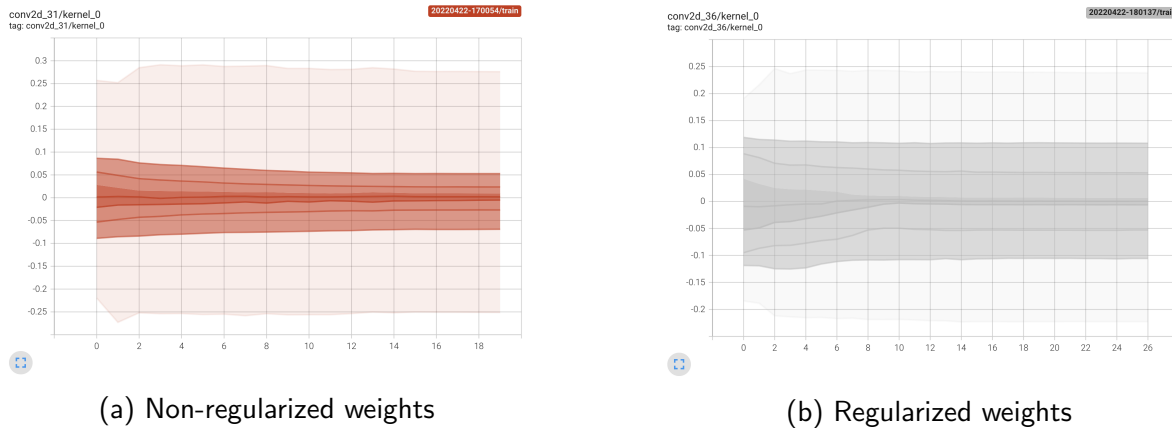 conv2d_31/kernel_0
tag: conv2d_31/kernel_0
20220422-170054/train
0.3
0.25
0.2
0.15
0.1
0.05
0
-0.05
-0.1
-0.15
-0.2
-0.25
0 2 4 6 8 10 12 14 16 18
(a) Non-regularized weights
conv2d_36/kernel_0
tag: conv2d_36/kernel_0
20220422-180137/trai
0.25
0.2
0.15
0.1
0.05
0
-0.05
-0.1
-0.15
-0.2
0 2 4 6 8 10 12 14 16 18 20 22 24 26
(b) Regularized weights